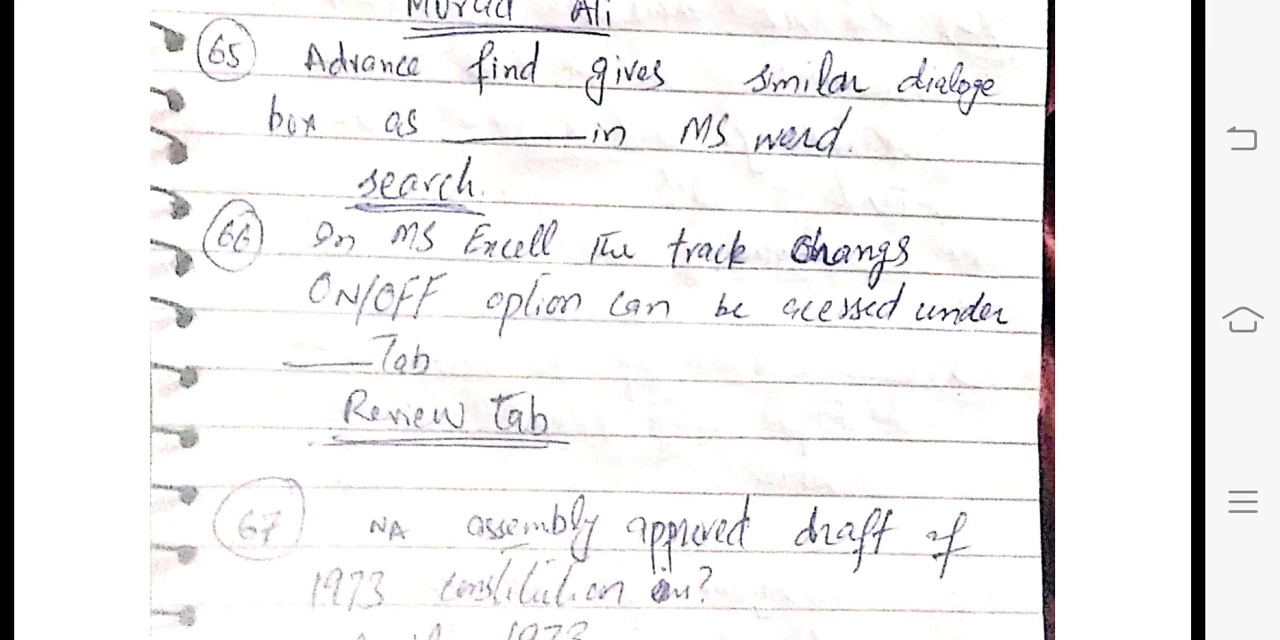 Murad Ali
65 Advance find gives similar dialoge
box as ______ in MS word.
search.
66 In MS Excell The track changs
ON/OFF option can be acessed under
______ Tab
Review Tab
67 NA assembly approved draft of
1973 constitution on?
1973